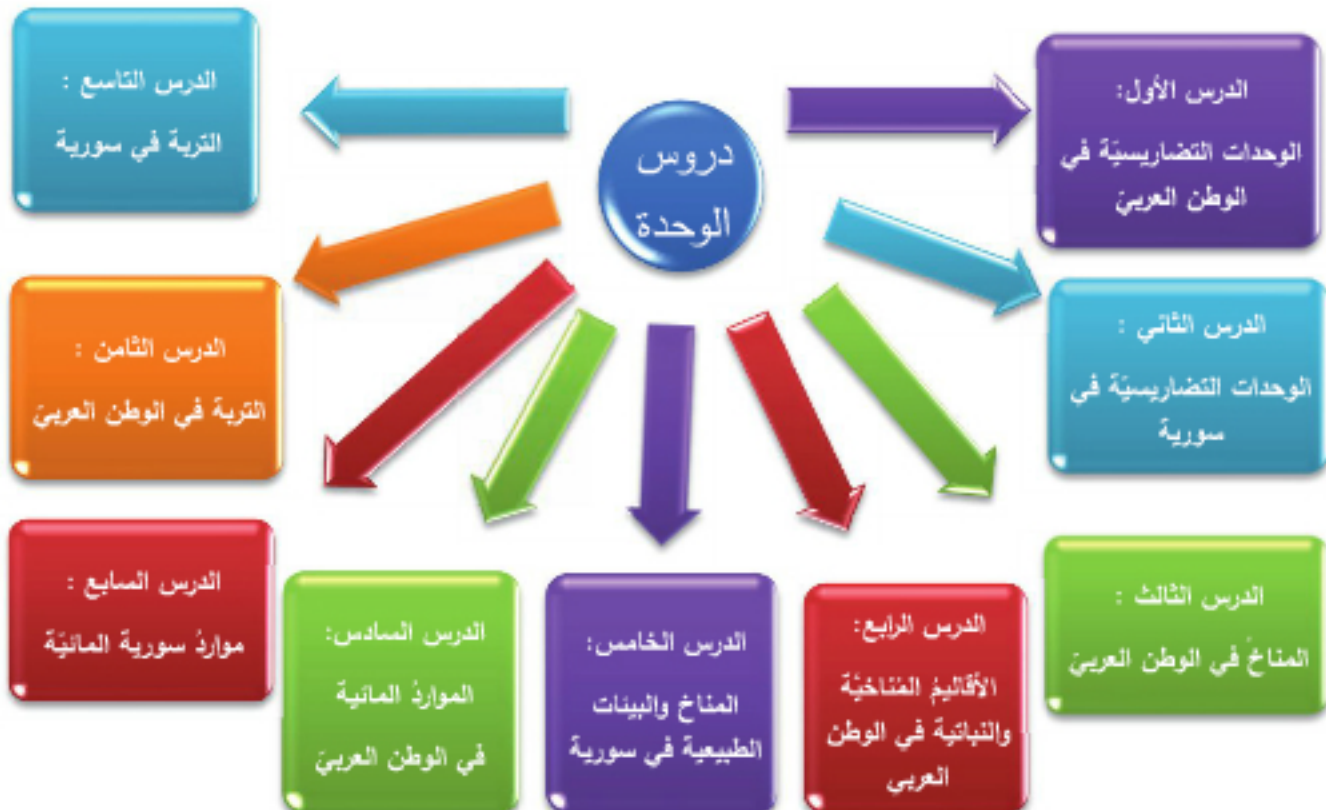 دروس
الوحدة
الدرس الأول:
الوحدات التضاريسيّة في
الوطن العربيّ
الدرس الثاني :
الوحدات التضاريسيّة في
سورية
الدرس الثالث :
المناخُ في الوطن العربيّ
الدرس الرابع:
الأقاليمُ المُناخيّة
والنباتية في الوطن
العربي
الدرس الخامس:
المناخ والبيئات
الطبيعية في سورية
الدرس السادس:
المواردُ المائية
في الوطن العربيّ
الدرس السابع :
مواردُ سورية المائيّة
الدرس الثامن :
التربة في الوطن العربيّ
الدرس التاسع :
التربة في سورية